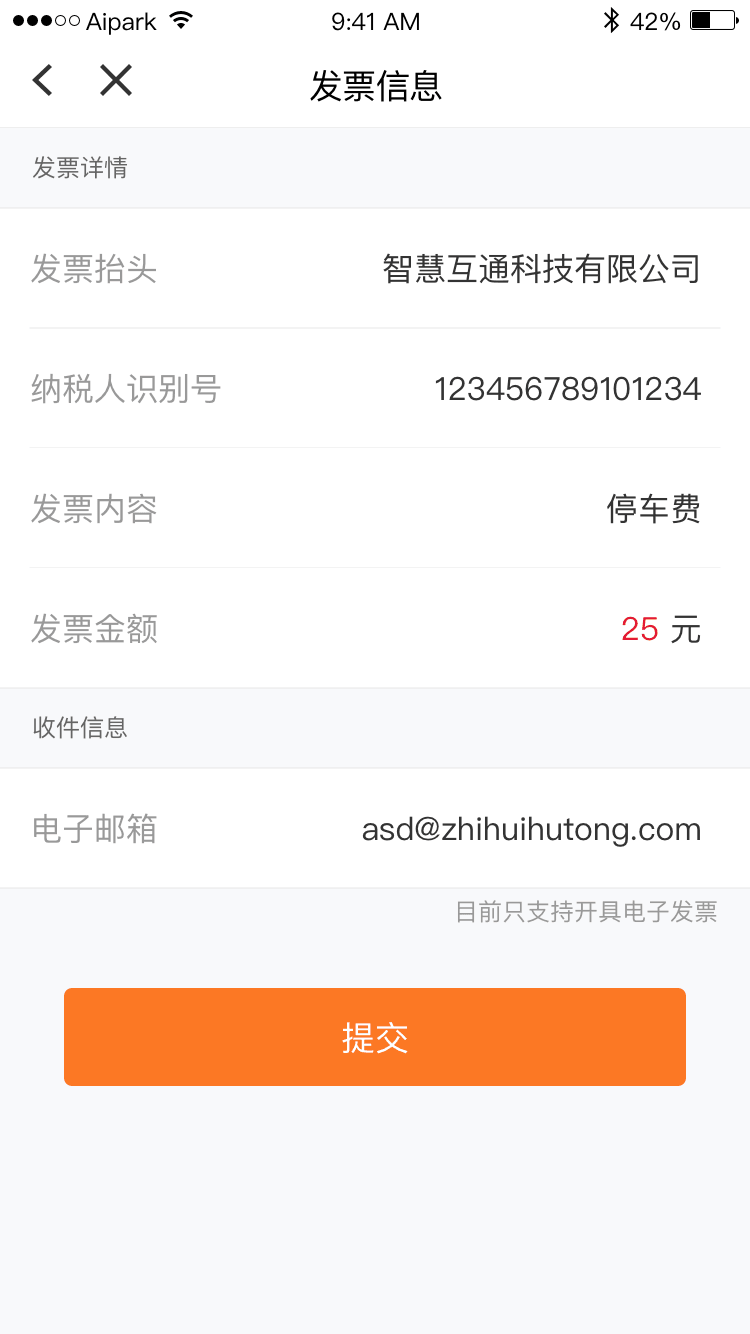 Aipark 9:41 AM 42%
发票信息
发票详情
发票抬头 智慧互通科技有限公司
纳税人识别号 123456789101234
发票内容 停车费
发票金额 25 元
收件信息
电子邮箱 asd@zhihuihutong.com
目前只支持开具电子发票
提交